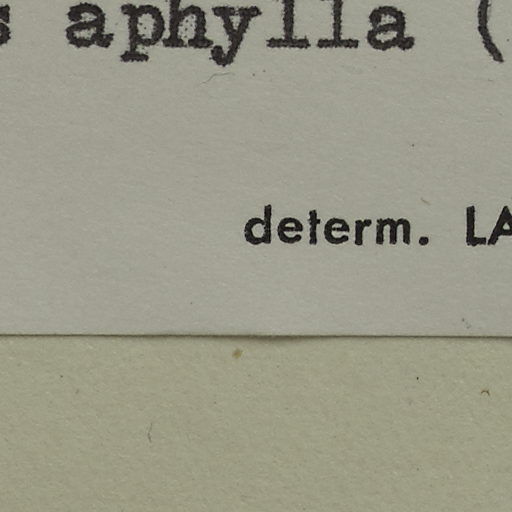 s aphylla (
determ. LA